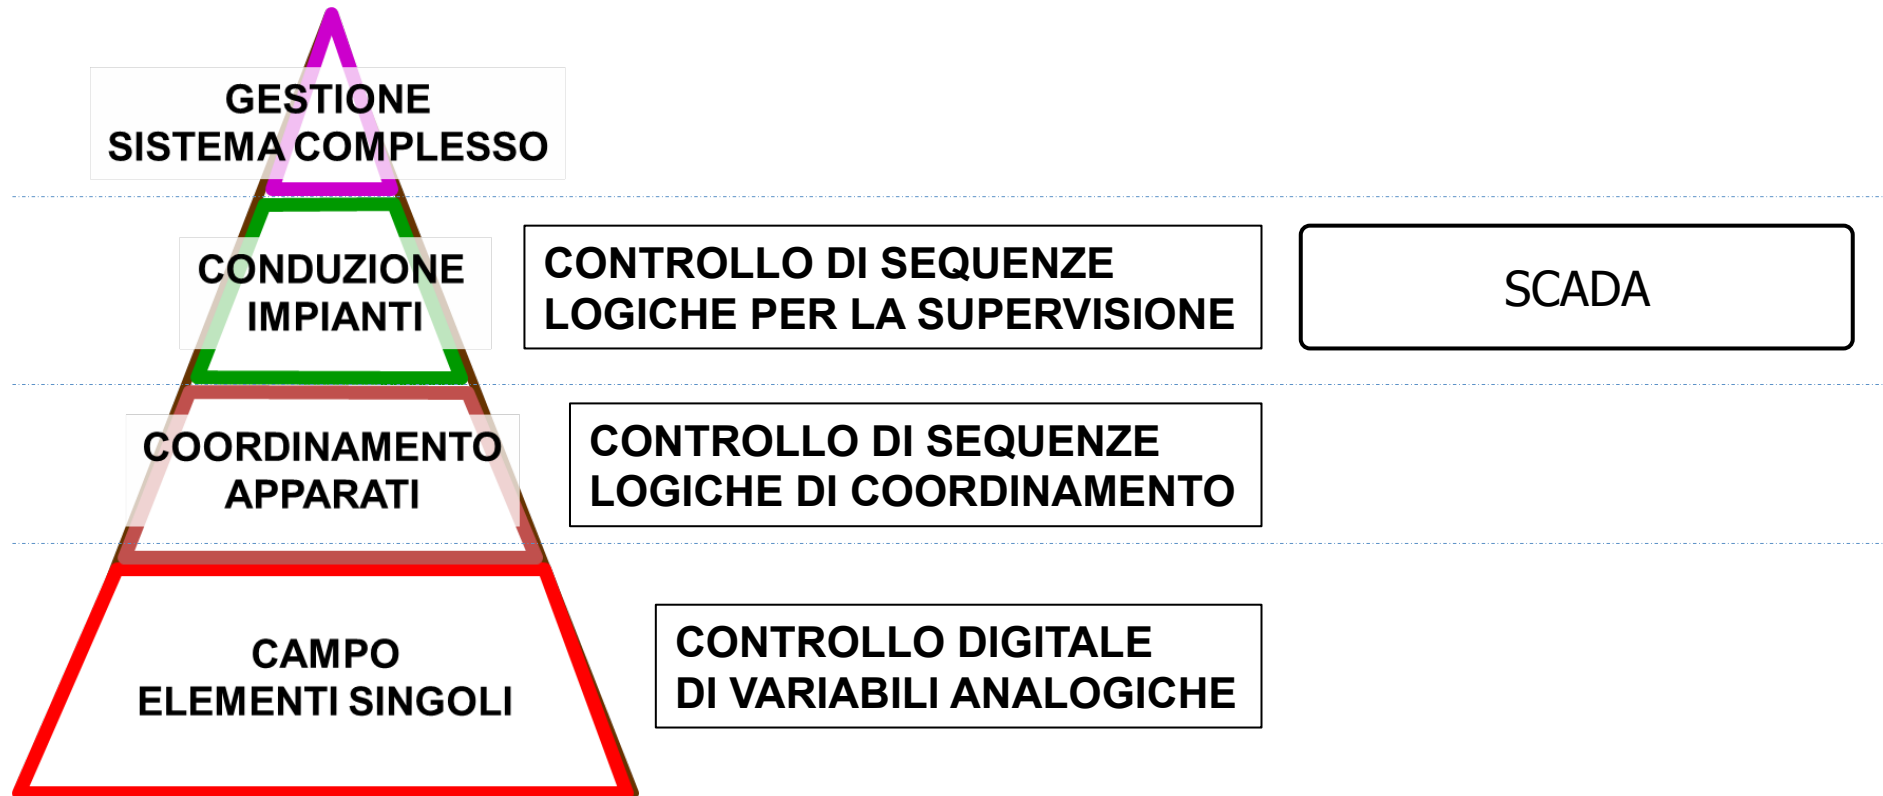 GESTIONE
SISTEMA COMPLESSO
CONDUZIONE
IMPIANTI
CONTROLLO DI SEQUENZE
LOGICHE PER LA SUPERVISIONE
SCADA
COORDINAMENTO
APPARATI
CONTROLLO DI SEQUENZE
LOGICHE DI COORDINAMENTO
CAMPO
ELEMENTI SINGOLI
CONTROLLO DIGITALE
DI VARIABILI ANALOGICHE